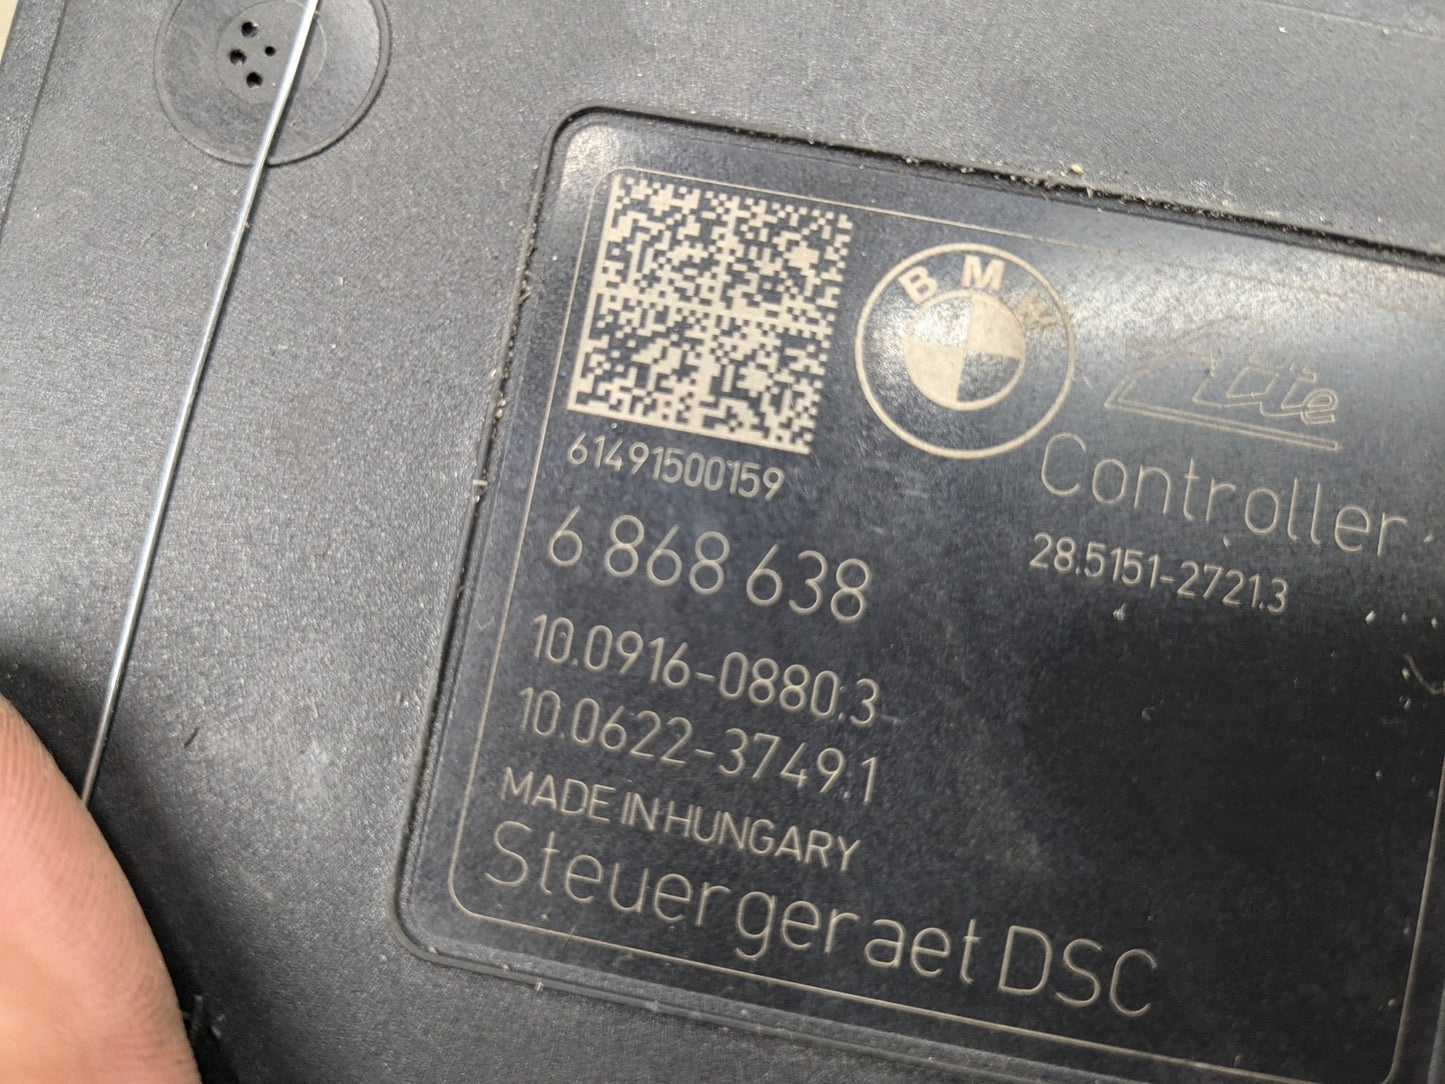 BMW
Ate
Controller
28.5151-2721.3
61491500159
6 868 638
10.0916-0880.3
10.0622-3749.1
MADE IN HUNGARY
Steuergeraet DSC